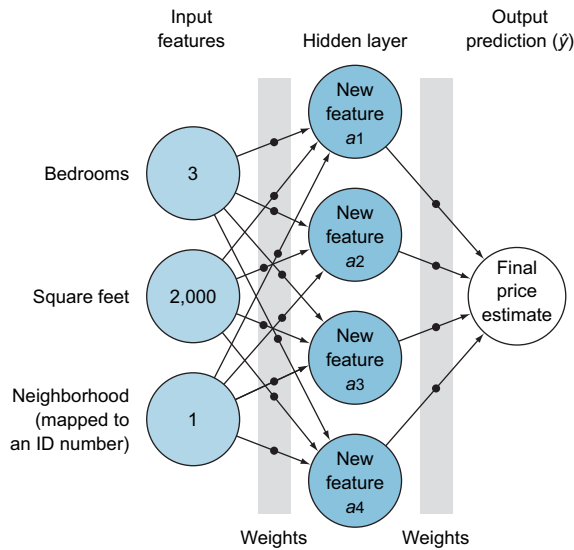 Input
features
Hidden layer
Output
prediction (ŷ)
Bedrooms
3
Square feet
2,000
Neighborhood
(mapped to
an ID number)
1
New
feature
a1
New
feature
a2
New
feature
a3
New
feature
a4
Final
price
estimate
Weights
Weights